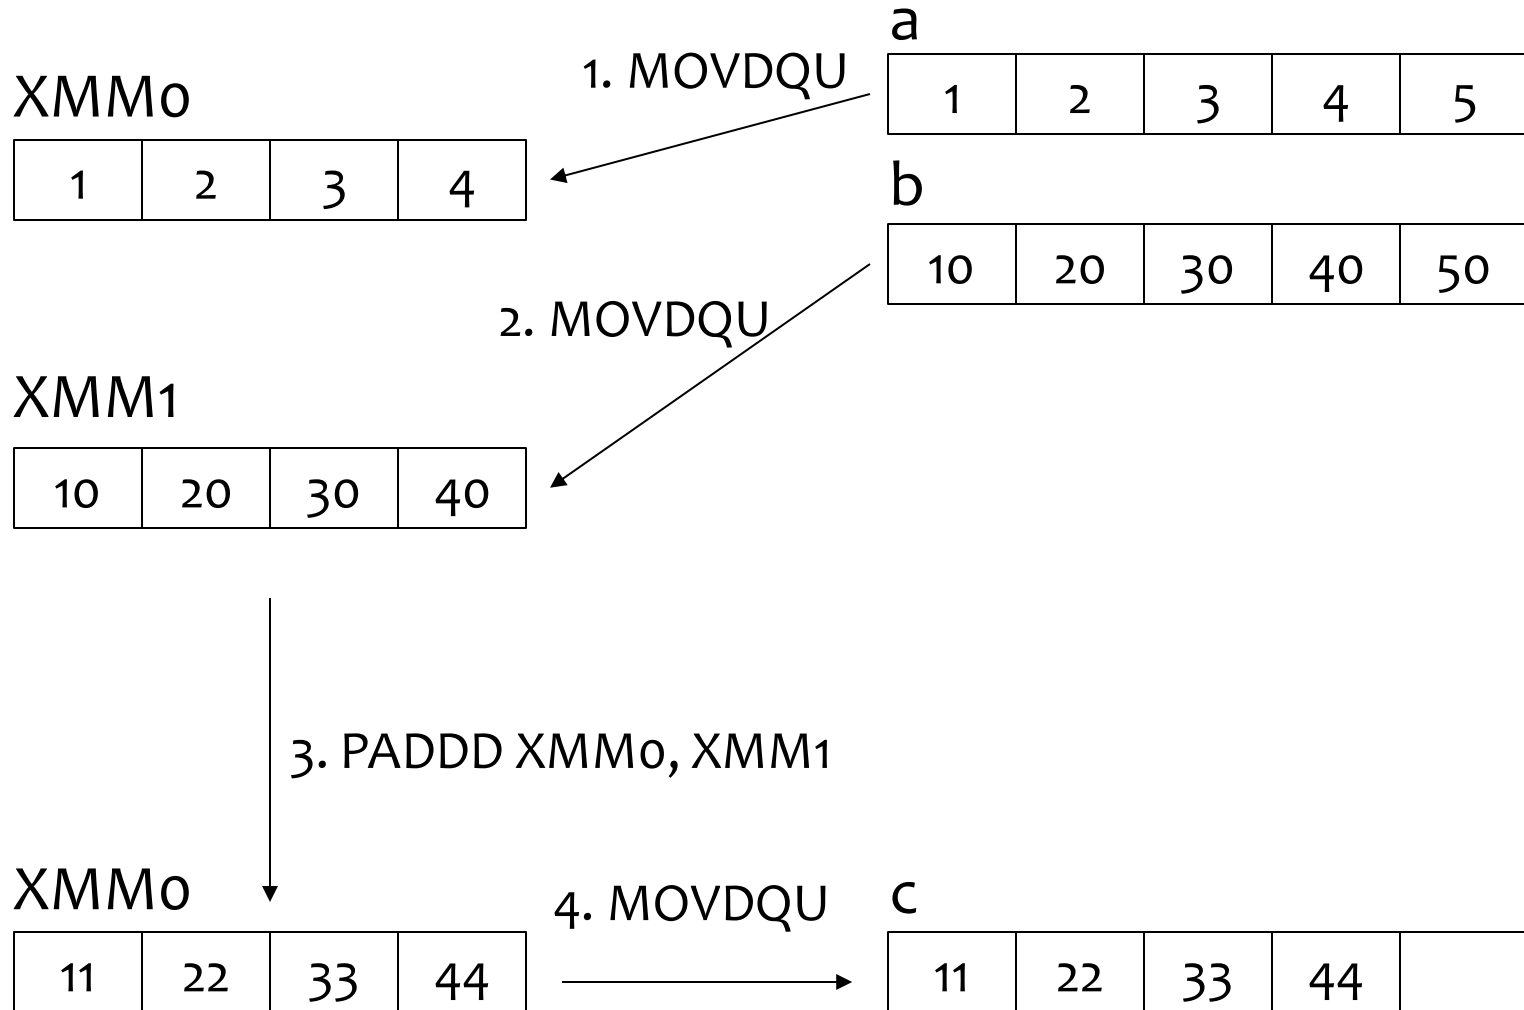 a
1. MOVDQU
1 2 3 4 5
XMM0
1 2 3 4
b
10 20 30 40 50
2. MOVDQU
XMM1
10 20 30 40
3. PADDD XMM0, XMM1
XMM0
4. MOVDQU
c
11 22 33 44
11 22 33 44